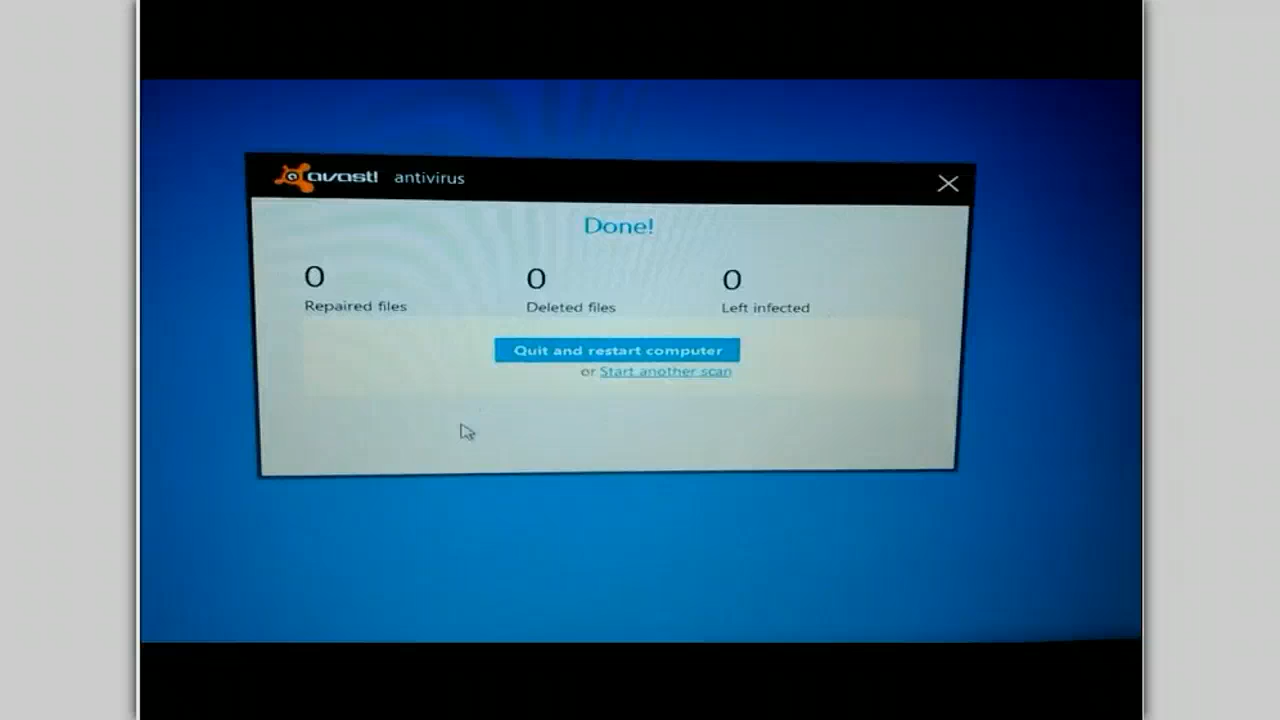 avast! antivirus
Done!
0 0 0
Repaired files Deleted files Left infected
Quit and restart computer
or Start another scan